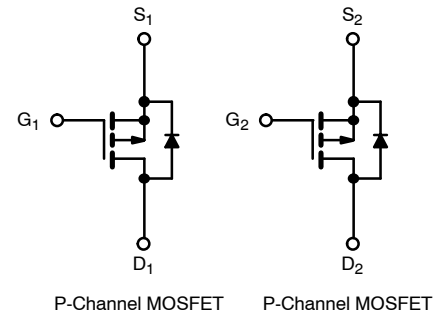 S1 S2
G1 G2
D1 D2
P-Channel MOSFET P-Channel MOSFET